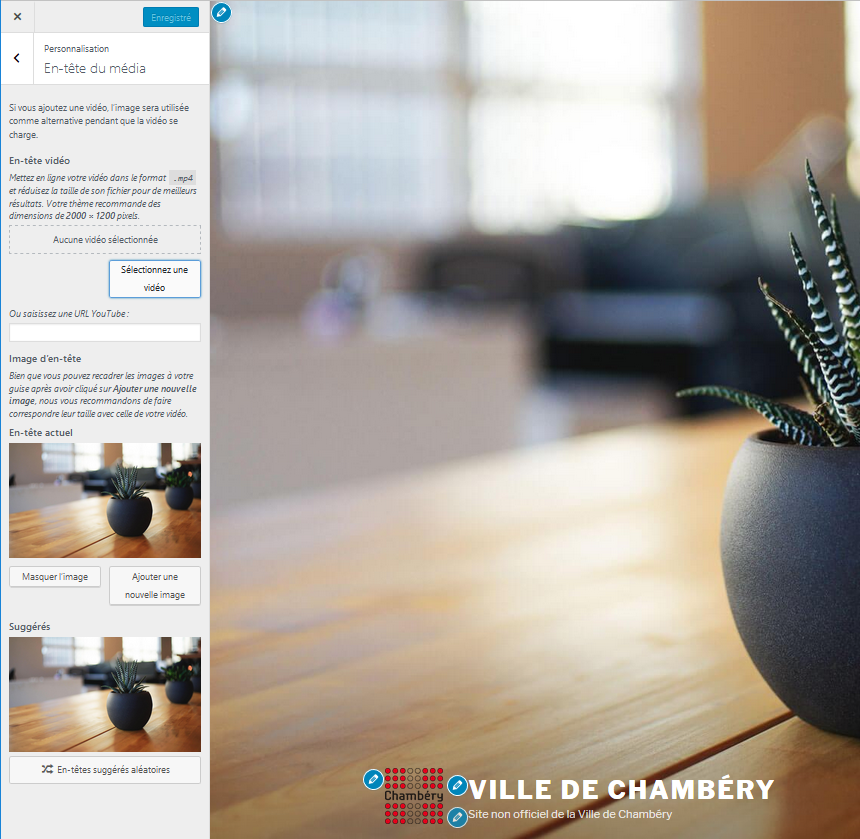 Enregistré
Personnalisation
En-tête du média
Si vous ajoutez une vidéo, l'image sera utilisée
comme alternative pendant que la vidéo se
charge.
En-tête vidéo
Mettez en ligne votre vidéo dans le format .mp4
et réduisez la taille de son fichier pour de meilleurs
résultats. Votre thème recommande des
dimensions de 2000 × 1200 pixels.
Aucune vidéo sélectionnée
Sélectionnez une
vidéo
Ou saisissez une URL YouTube :
Image d'en-tête
Bien que vous pouvez recadrer les images à votre
guise après avoir cliqué sur Ajouter une nouvelle
image, nous vous recommandons de faire
correspondre leur taille avec celle de votre vidéo.
En-tête actuel
Masquer l'image
Ajouter une
nouvelle image
Suggérés
En-têtes suggérés aléatoires
Chambéry
VILLE DE CHAMBÉRY
Site non officiel de la Ville de Chambéry